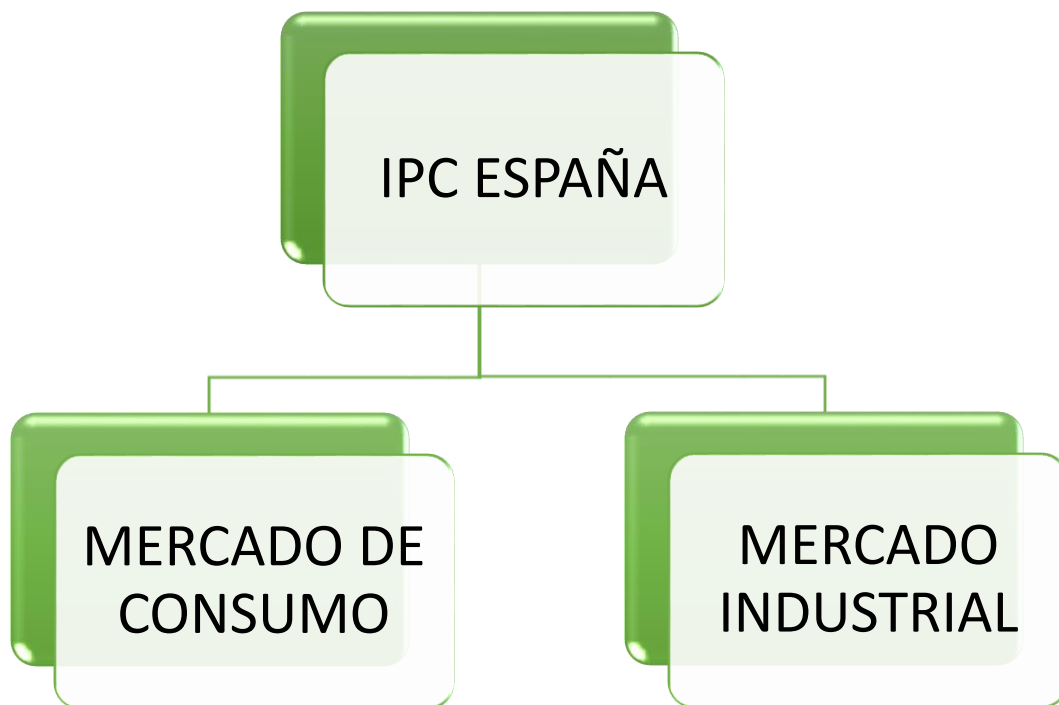 IPC ESPAÑA
MERCADO DE
CONSUMO
MERCADO
INDUSTRIAL